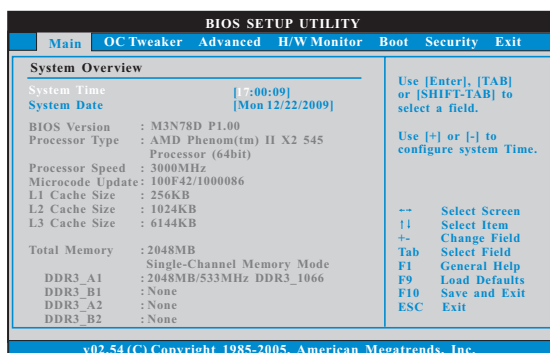 BIOS SETUP UTILITY
Main OC Tweaker Advanced H/W Monitor Boot Security Exit
System Overview
System Time [17:00:09]
System Date [Mon 12/22/2009]
BIOS Version : M3N78D P1.00
Processor Type : AMD Phenom(tm) II X2 545
Processor (64bit)
Processor Speed : 3000MHz
Microcode Update : 100F42/1000086
L1 Cache Size : 256KB
L2 Cache Size : 1024KB
L3 Cache Size : 6144KB
Total Memory : 2048MB
Single-Channel Memory Mode
DDR3_A1 : 2048MB/533MHz DDR3_1066
DDR3_B1 : None
DDR3_A2 : None
DDR3_B2 : None
Use [Enter], [TAB]
or [SHIFT-TAB] to
select a field.
Use [+] or [-] to
configure system Time.
←→ Select Screen
↑↓ Select Item
+- Change Field
Tab Select Field
F1 General Help
F9 Load Defaults
F10 Save and Exit
ESC Exit
v02.54 (C) Copyright 1985-2005, American Megatrends, Inc.